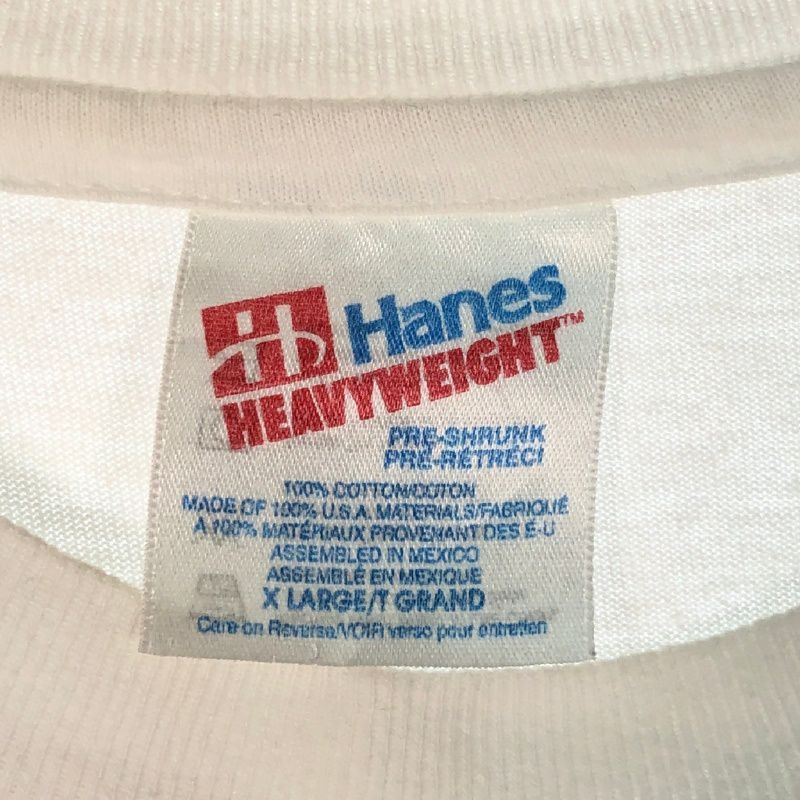 Hanes
HEAVYWEIGHT™
PRE-SHRUNK
PRÉ-RÉTRÉCI
100% COTTON/COTON
MADE OF 100% U.S.A. MATERIALS/FABRIQUÉ
A 100% MATÉRIAUX PROVENANT DES É-U
ASSEMBLED IN MEXICO
ASSEMBLÉ EN MEXIQUE
X LARGE/T GRAND
Care on Reverse/VOIR verso pour entretien